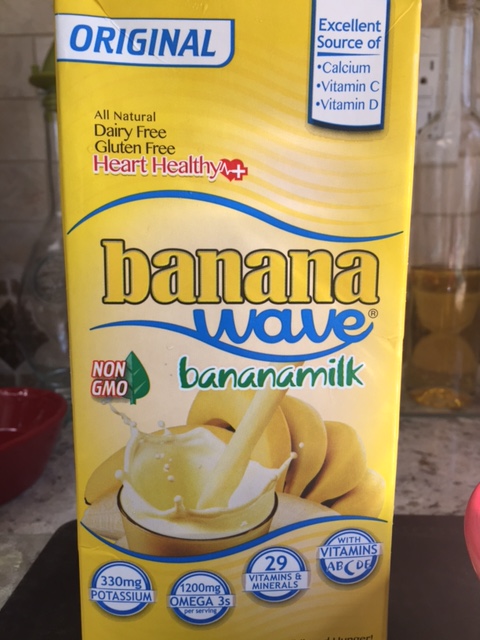 ORIGINAL
Excellent
Source of
•Calcium
•Vitamin C
•Vitamin D
All Natural
Dairy Free
Gluten Free
Heart Healthy
banana
wave®
bananamilk
NON
GMO
330mg
POTASSIUM
1200mg
OMEGA 3s
per serving
29
VITAMINS &
MINERALS
WITH
VITAMINS
ABCDE